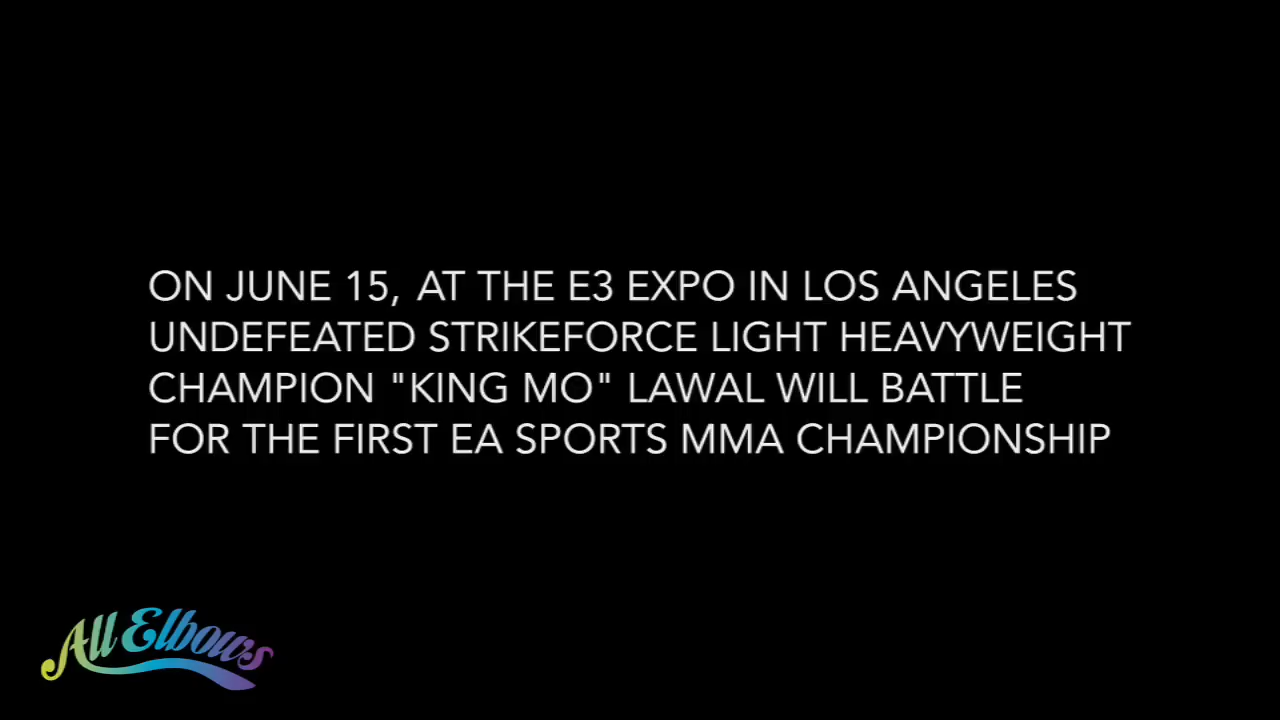 ON JUNE 15, AT THE E3 EXPO IN LOS ANGELES
UNDEFEATED STRIKEFORCE LIGHT HEAVYWEIGHT
CHAMPION "KING MO" LAWAL WILL BATTLE
FOR THE FIRST EA SPORTS MMA CHAMPIONSHIP
All Elbows